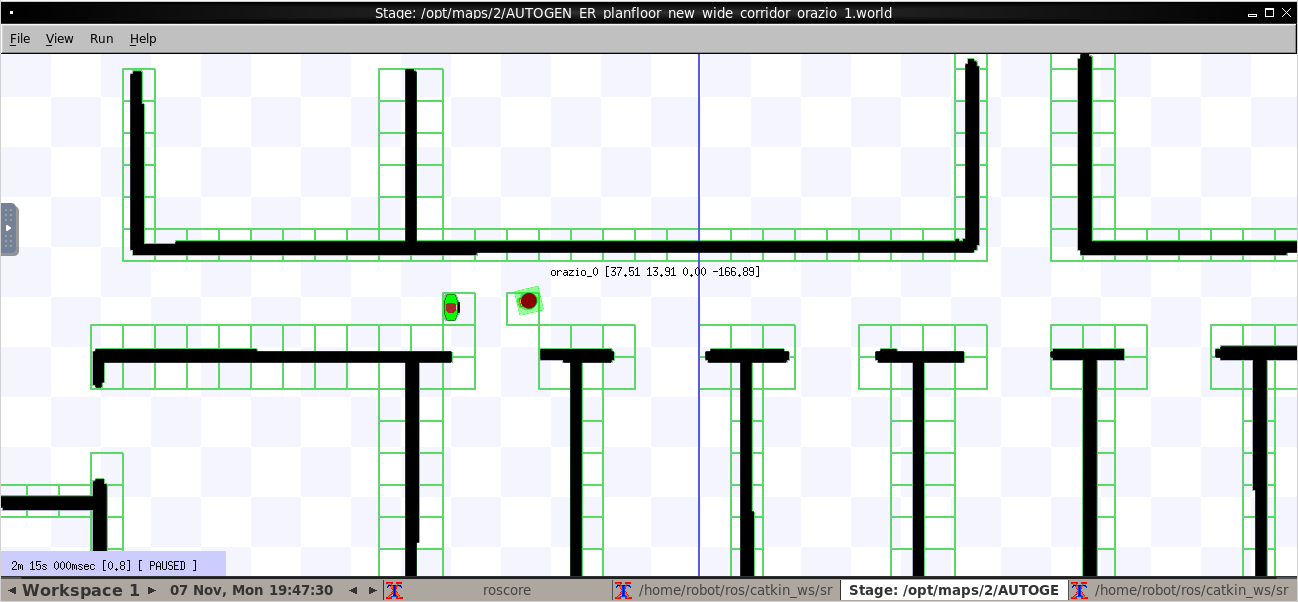 Stage: /opt/maps/2/AUTOGEN_ER_planfloor_new_wide_corridor_orazio_1.world
File View Run Help
orazio_0 [37.51 13.91 0.00 -166.89]
2m 15s 000msec [0.8] [ PAUSED ]
Workspace 1 07 Nov, Mon 19:47:30 roscore /home/robot/ros/catkin_ws/sr Stage: /opt/maps/2/AUTOGE /home/robot/ros/catkin_ws/sr